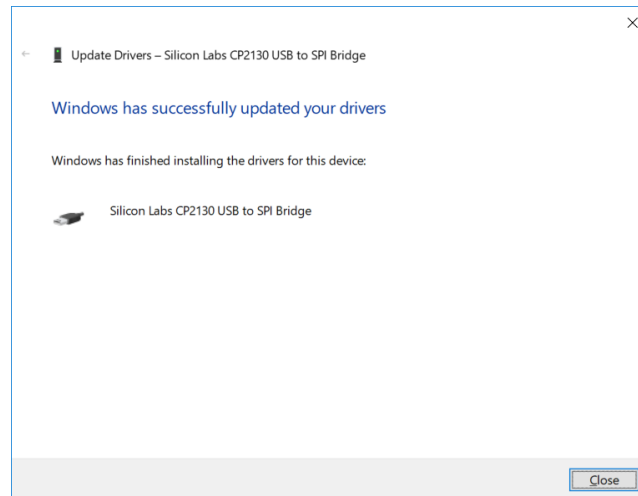 Update Drivers – Silicon Labs CP2130 USB to SPI Bridge
Windows has successfully updated your drivers
Windows has finished installing the drivers for this device:
Silicon Labs CP2130 USB to SPI Bridge
Close